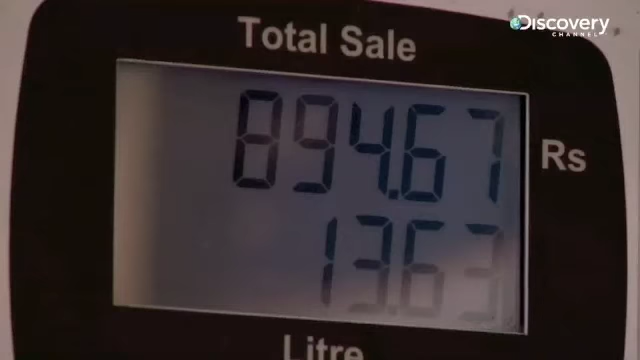 Discovery
CHANNEL
Total Sale
894.67
Rs
13.63
Litre